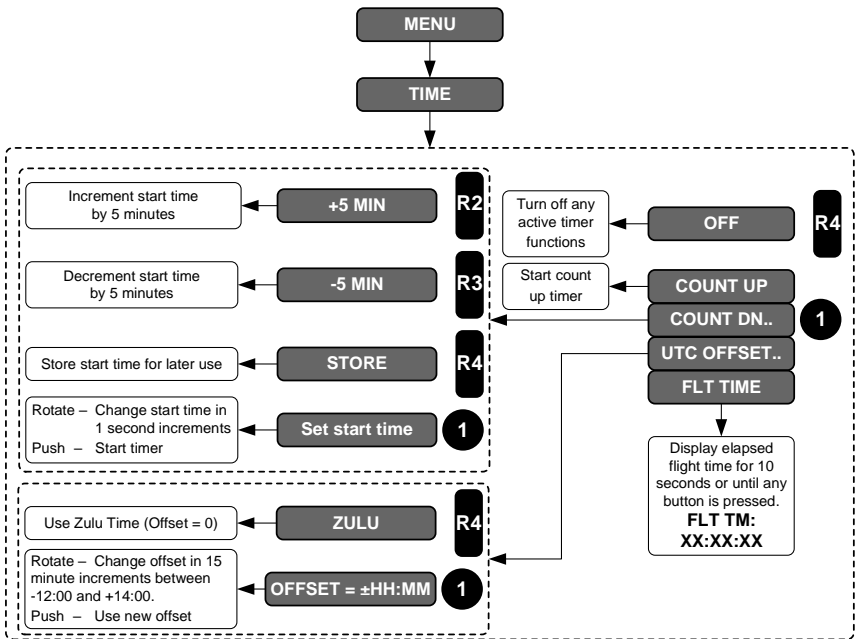 MENU
TIME
Increment start time
by 5 minutes
+5 MIN
R2
Decrement start time
by 5 minutes
-5 MIN
R3
Store start time for later use
STORE
R4
Rotate – Change start time in
1 second increments
Push – Start timer
Set start time
1
Use Zulu Time (Offset = 0)
ZULU
R4
Rotate – Change offset in 15
minute increments between
-12:00 and +14:00.
Push – Use new offset
OFFSET = ±HH:MM
1
Turn off any
active timer
functions
OFF
R4
Start count
up timer
COUNT UP
COUNT DN..
1
UTC OFFSET..
FLT TIME
Display elapsed
flight time for 10
seconds or until any
button is pressed.
FLT TM:
XX:XX:XX